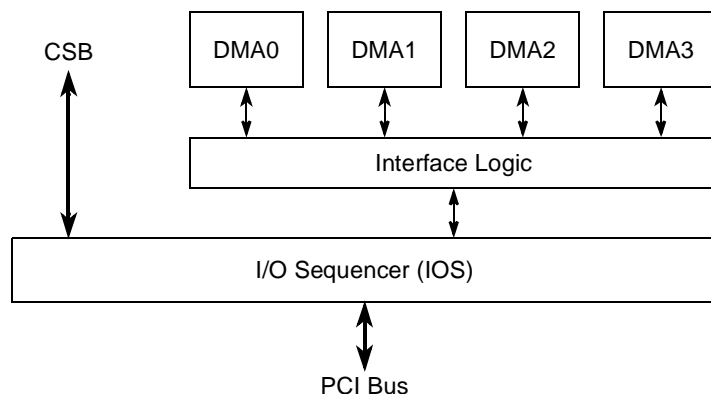 CSB
DMA0
DMA1
DMA2
DMA3
Interface Logic
I/O Sequencer (IOS)
PCI Bus